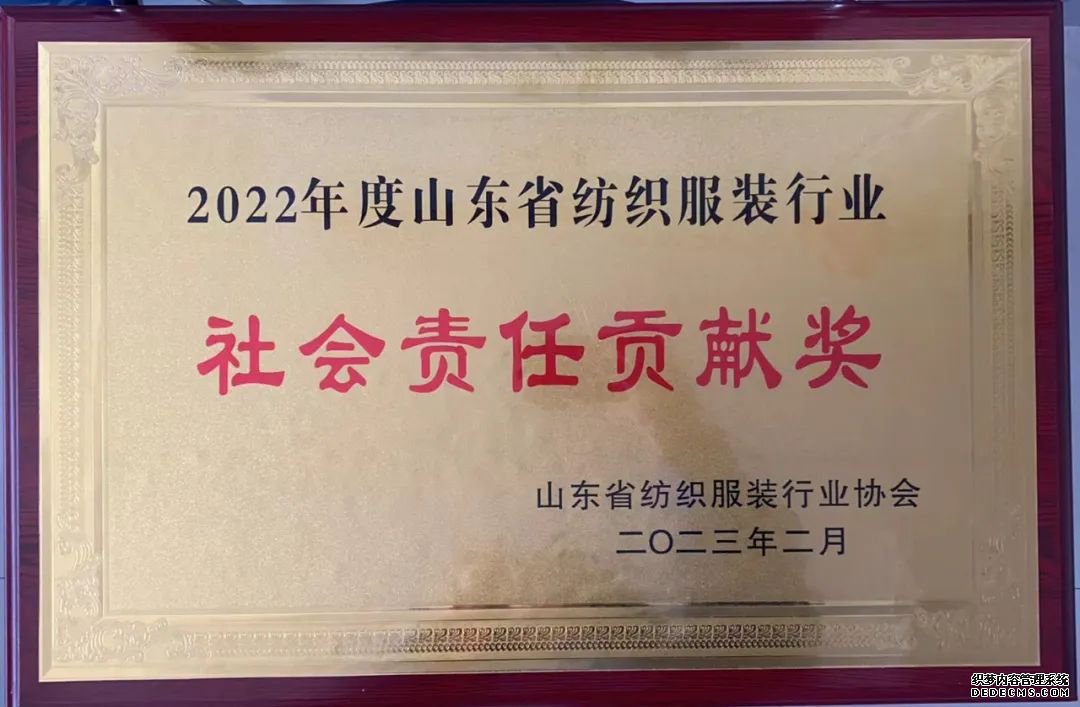 2022年度山东省纺织服装行业
社会责任贡献奖
山东省纺织服装行业协会
二〇二三年二月
织梦内容管理系统
DEDECMS.COM